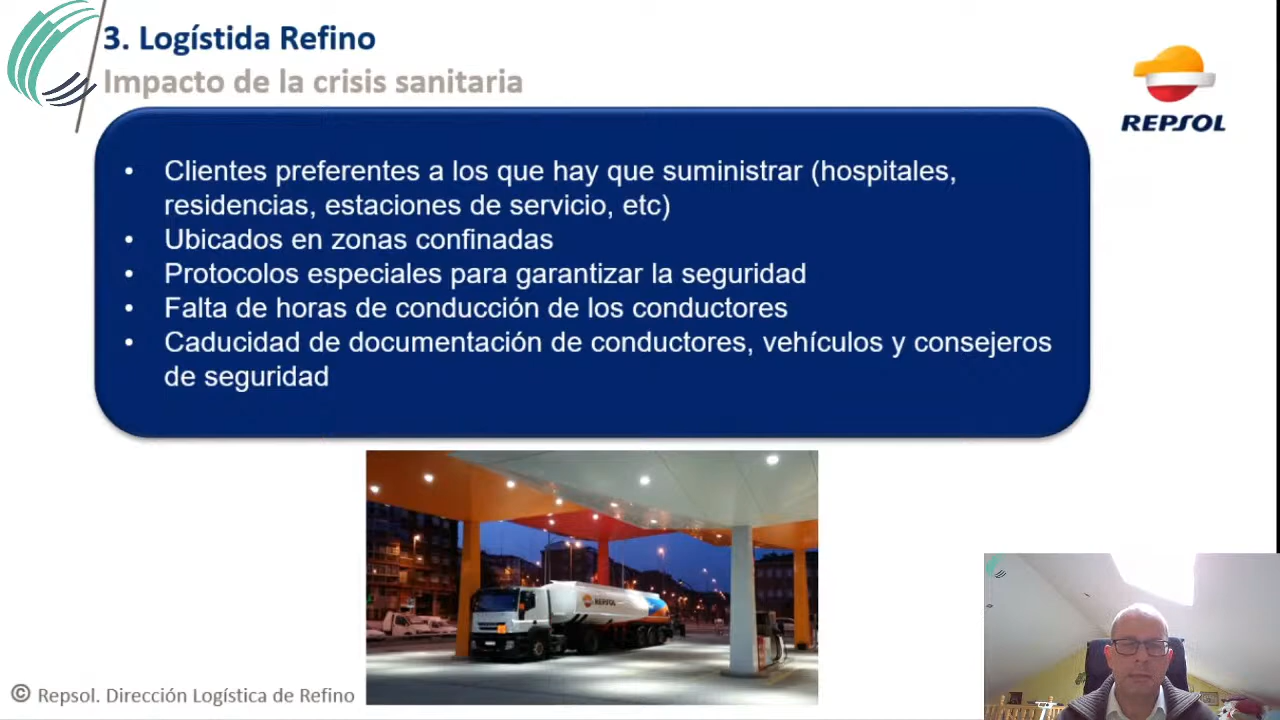 3. Logístida Refino
Impacto de la crisis sanitaria
REPSOL
• Clientes preferentes a los que hay que suministrar (hospitales,
residencias, estaciones de servicio, etc)
• Ubicados en zonas confinadas
• Protocolos especiales para garantizar la seguridad
• Falta de horas de conducción de los conductores
• Caducidad de documentación de conductores, vehículos y consejeros
de seguridad
REPSOL
© Repsol. Dirección Logística de Refino